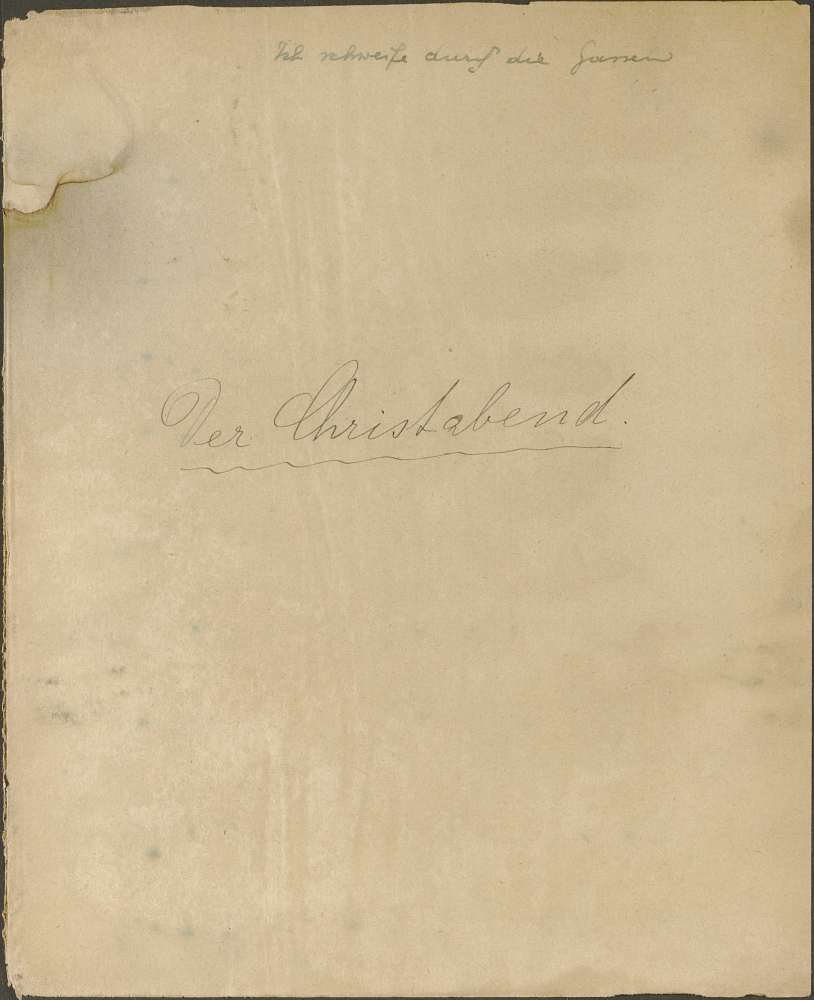 Ich schweife durch die Gassen
Der Christabend.